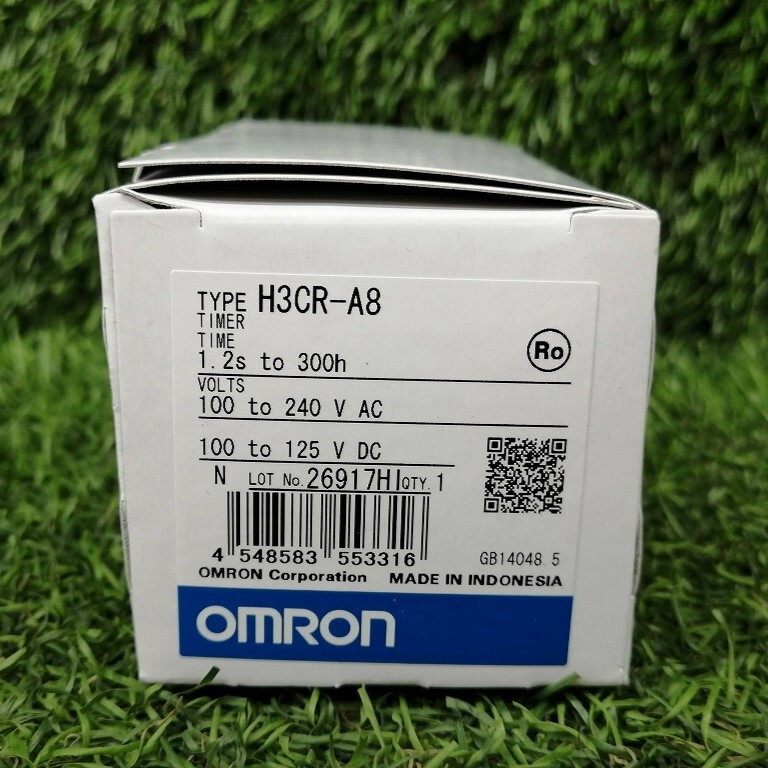 TYPE H3CR-A8
TIMER
TIME
1.2s to 300h
Ro
VOLTS
100 to 240 V AC
100 to 125 V DC
N LOT No. 26917HI QTY. 1
4 548583 553316
GB14048.5
OMRON Corporation MADE IN INDONESIA
OMRON